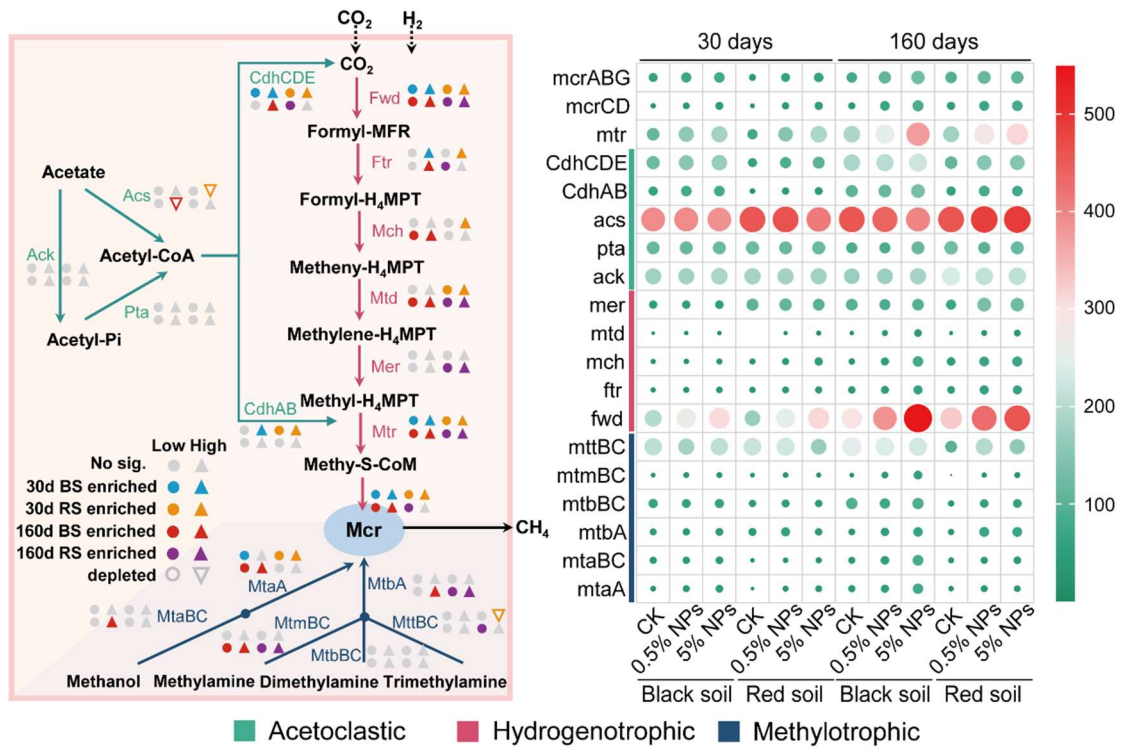 CO2 H2
CdhCDE
CO2
Fwd
Formyl-MFR
Ftr
Acetate
Acs
Formyl-H4MPT
Mch
Ack
Acetyl-CoA
Metheny-H4MPT
Pta
Mtd
Acetyl-Pi
Methylene-H4MPT
Mer
CdhAB
Methyl-H4MPT
Mtr
Low High
No sig.
30d BS enriched
30d RS enriched
160d BS enriched
160d RS enriched
depleted
Methy-S-CoM
Mcr
CH4
MtaA
MtbA
MtaBC
MtmBC
MttBC
MtbBC
Methanol Methylamine Dimethylamine Trimethylamine
30 days 160 days
mcrABG
mcrCD
mtr
CdhCDE
CdhAB
acs
pta
ack
mer
mtd
mch
ftr
fwd
mttBC
mtmBC
mtbBC
mtbA
mtaBC
mtaA
CK 0.5% NPs 5% NPs CK 0.5% NPs 5% NPs CK 0.5% NPs 5% NPs CK 0.5% NPs 5% NPs
Black soil Red soil Black soil Red soil
500
400
300
200
100
Acetoclastic Hydrogenotrophic Methylotrophic